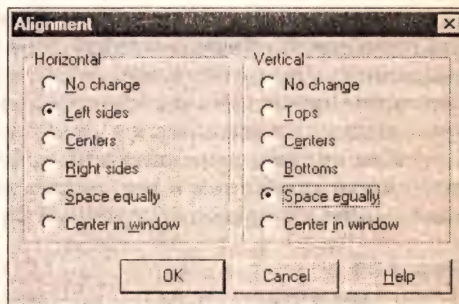 Alignment
Horizontal
No change
Left sides
Centers
Right sides
Space equally
Center in window
Vertical
No change
Tops
Centers
Bottoms
Space equally
Center in window
OK Cancel Help